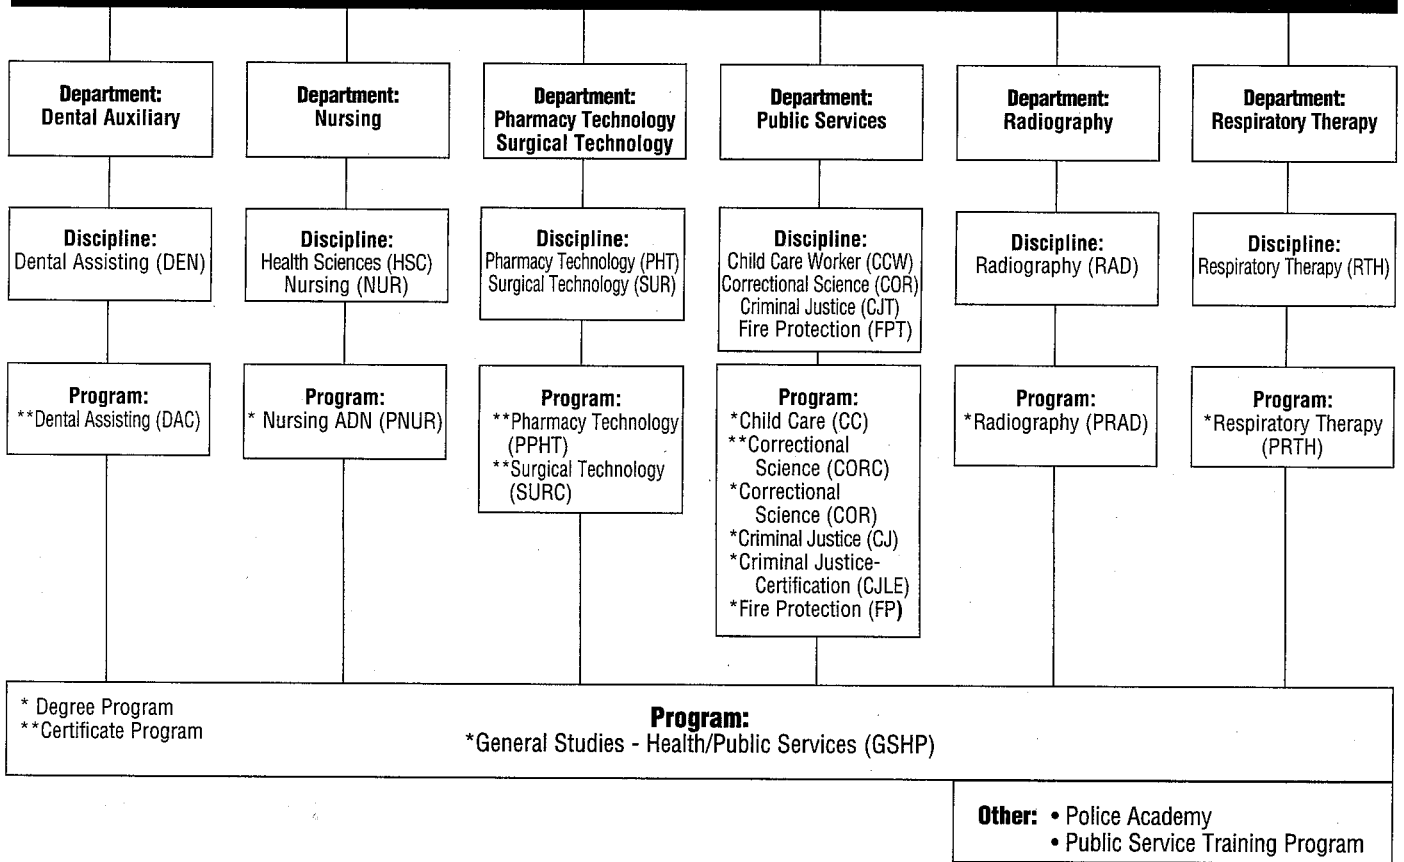 Department:
Dental Auxiliary
Department:
Nursing
Department:
Pharmacy Technology
Surgical Technology
Department:
Public Services
Department:
Radiography
Department:
Respiratory Therapy
Discipline:
Dental Assisting (DEN)
Discipline:
Health Sciences (HSC)
Nursing (NUR)
Discipline:
Pharmacy Technology (PHT)
Surgical Technology (SUR)
Discipline:
Child Care Worker (CCW)
Correctional Science (COR)
Criminal Justice (CJT)
Fire Protection (FPT)
Discipline:
Radiography (RAD)
Discipline:
Respiratory Therapy (RTH)
Program:
**Dental Assisting (DAC)
Program:
* Nursing ADN (PNUR)
Program:
**Pharmacy Technology
(PPHT)
**Surgical Technology
(SURC)
Program:
*Child Care (CC)
**Correctional
Science (CORC)
*Correctional
Science (COR)
*Criminal Justice (CJ)
*Criminal Justice-
Certification (CJLE)
*Fire Protection (FP)
Program:
*Radiography (PRAD)
Program:
*Respiratory Therapy
(PRTH)
* Degree Program
**Certificate Program
Program:
*General Studies - Health/Public Services (GSHP)
Other: • Police Academy
• Public Service Training Program